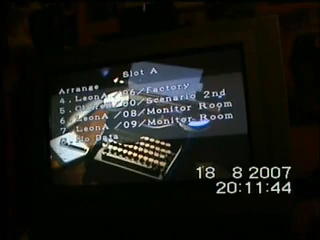 Slot A
Arrange
4. LeonA /06/Factory
5. /00/Scenario 2nd
6. LeonA /08/Monitor Room
7. LeonA /09/Monitor Room
8. No Data
18 8 2007
20:11:44